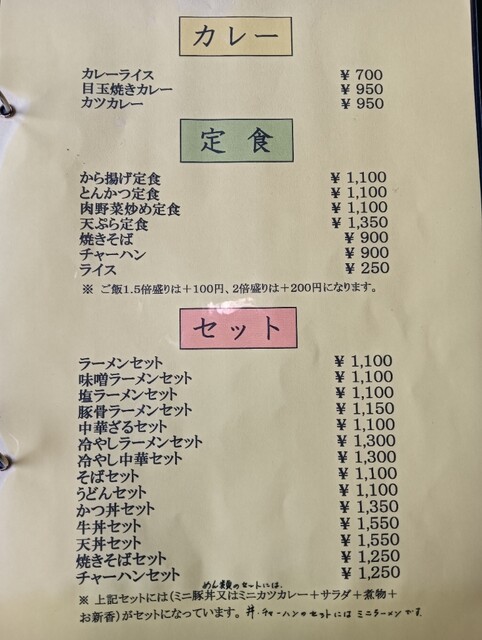 カレー
カレーライス ¥ 700
目玉焼きカレー ¥ 950
カツカレー ¥ 950
定食
から揚げ定食 ¥ 1,100
とんかつ定食 ¥ 1,100
肉野菜炒め定食 ¥ 1,100
天ぷら定食 ¥ 1,350
焼きそば ¥ 900
チャーハン ¥ 900
ライス ¥ 250
※ ご飯1.5倍盛りは＋100円、2倍盛りは＋200円になります。
セット
ラーメンセット ¥ 1,100
味噌ラーメンセット ¥ 1,100
塩ラーメンセット ¥ 1,100
豚骨ラーメンセット ¥ 1,150
中華ざるセット ¥ 1,100
冷やしラーメンセット ¥ 1,300
冷やし中華セット ¥ 1,300
そばセット ¥ 1,100
うどんセット ¥ 1,100
かつ丼セット ¥ 1,350
牛丼セット ¥ 1,550
天丼セット ¥ 1,550
焼きそばセット ¥ 1,250
チャーハンセット ¥ 1,250
めん類のセットには、
※ 上記セットには(ミニ豚丼又はミニカツカレー＋サラダ＋煮物＋
お新香)がセットになっています。丼・チャーハンのセットにはミニラーメンです